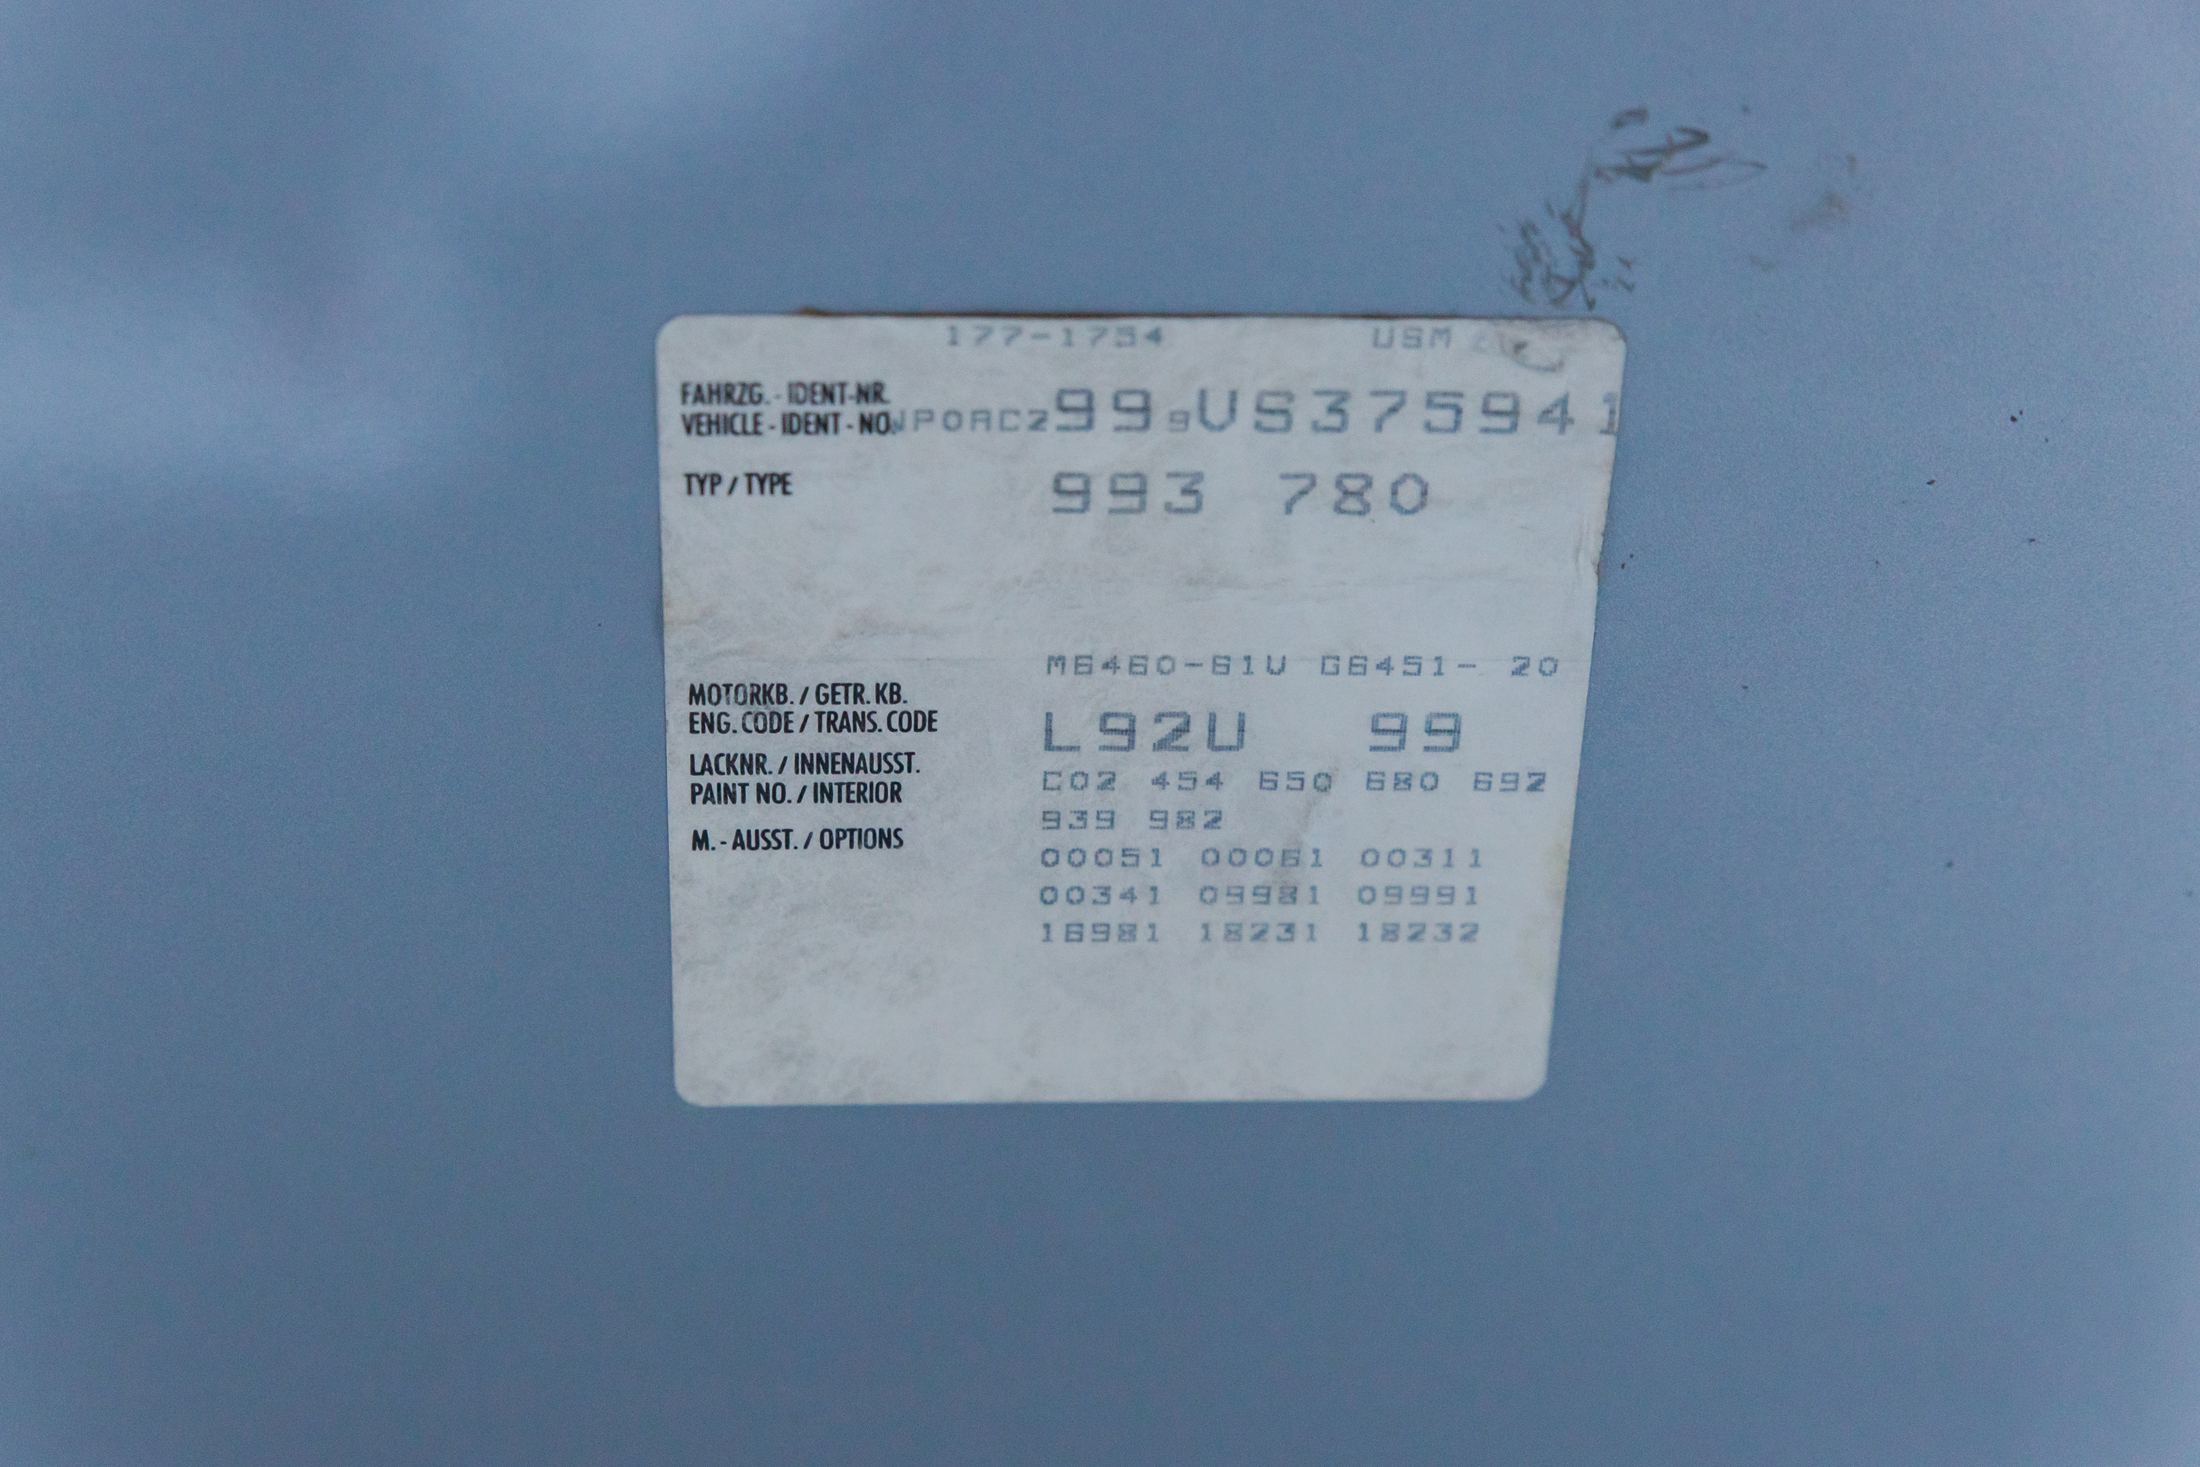 177-1754 USM
FAHRZG. - IDENT-NR.
VEHICLE - IDENT - NO. WP0AC2999VS375941
TYP / TYPE 993 780
M6460-61U G6451- 20
MOTORKB. / GETR. KB.
ENG. CODE / TRANS. CODE
L92U 99
LACKNR. / INNENAUSST.
PAINT NO. / INTERIOR
C02 454 650 680 692
939 982
M. - AUSST. / OPTIONS
00051 00061 00311
00341 09981 09991
16981 18231 18232